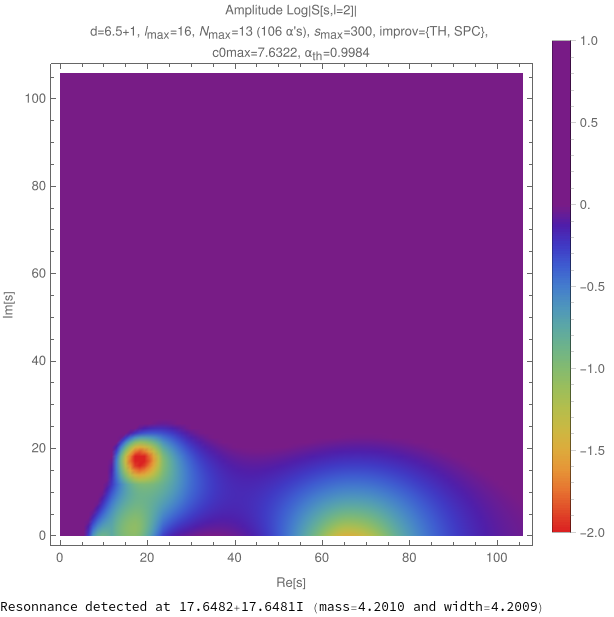 Amplitude Log|S[s,l=2]|
d=6.5+1, lmax=16, Nmax=13 (106 α's), smax=300, improv={TH, SPC},
c0max=7.6322, αth=0.9984
100
80
60
40
20
0
Im[s]
0 20 40 60 80 100
Re[s]
1.0
0.5
0.
−0.5
−1.0
−1.5
−2.0
Resonnance detected at 17.6482+17.6481I (mass=4.2010 and width=4.2009)